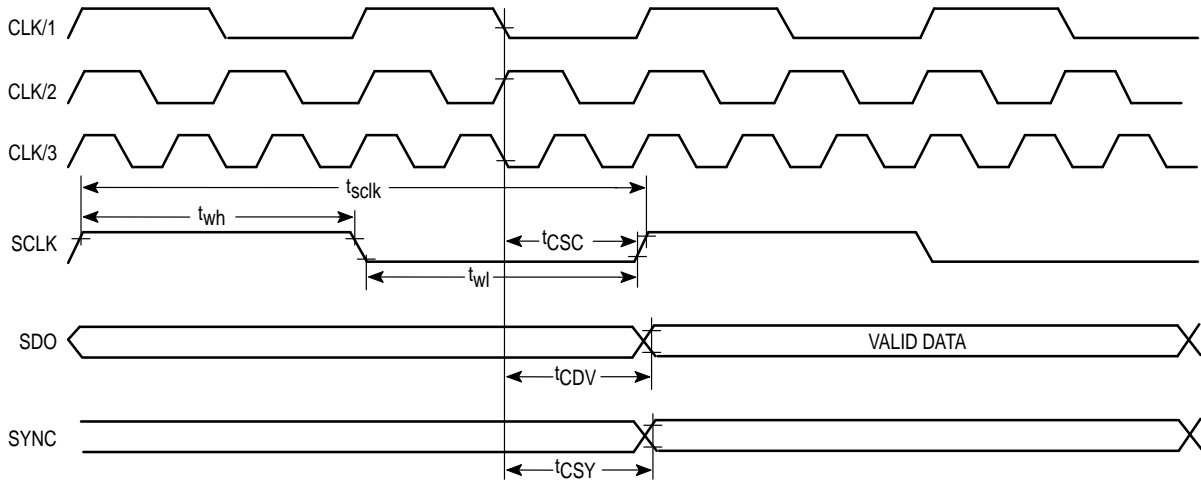 CLK/1
CLK/2
CLK/3
tsclk
twh
SCLK
tCSC
twl
SDO
VALID DATA
tCDV
SYNC
tCSY